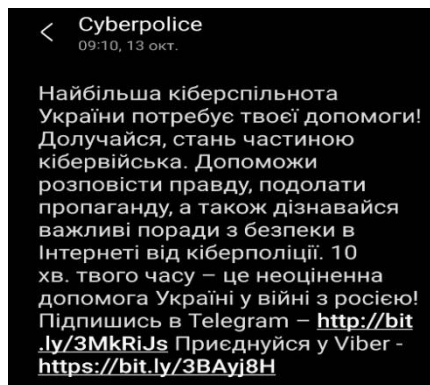 Cyberpolice
09:10, 13 окт.
Найбільша кіберспільнота
України потребує твоєї допомоги!
Долучайся, стань частиною
кібервійська. Допоможи
розповісти правду, подолати
пропаганду, а також дізнавайся
важливі поради з безпеки в
Інтернеті від кіберполіції. 10
хв. твого часу – це неоціненна
допомога Україні у війні з росією!
Підпишись в Telegram – http://bit
.ly/3MkRiJs Приєднуйся у Viber -
https://bit.ly/3BAyj8H